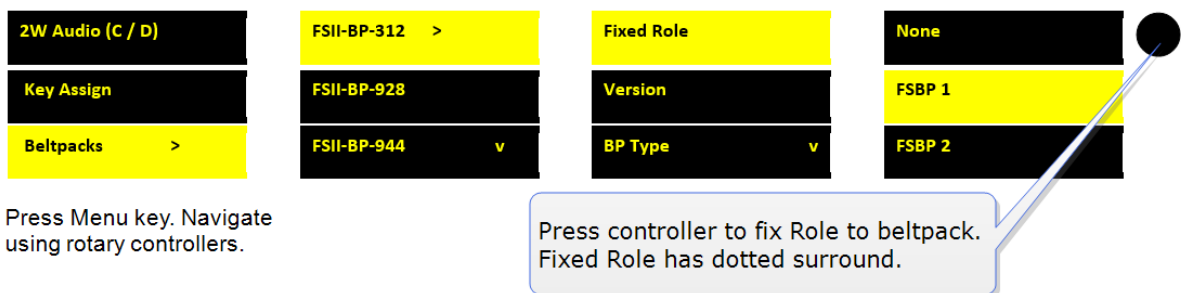 2W Audio (C / D)
Key Assign
Beltpacks >
FSII-BP-312 >
FSII-BP-928
FSII-BP-944 v
Fixed Role
Version
BP Type v
None
FSBP 1
FSBP 2
Press Menu key. Navigate
using rotary controllers.
Press controller to fix Role to beltpack.
Fixed Role has dotted surround.